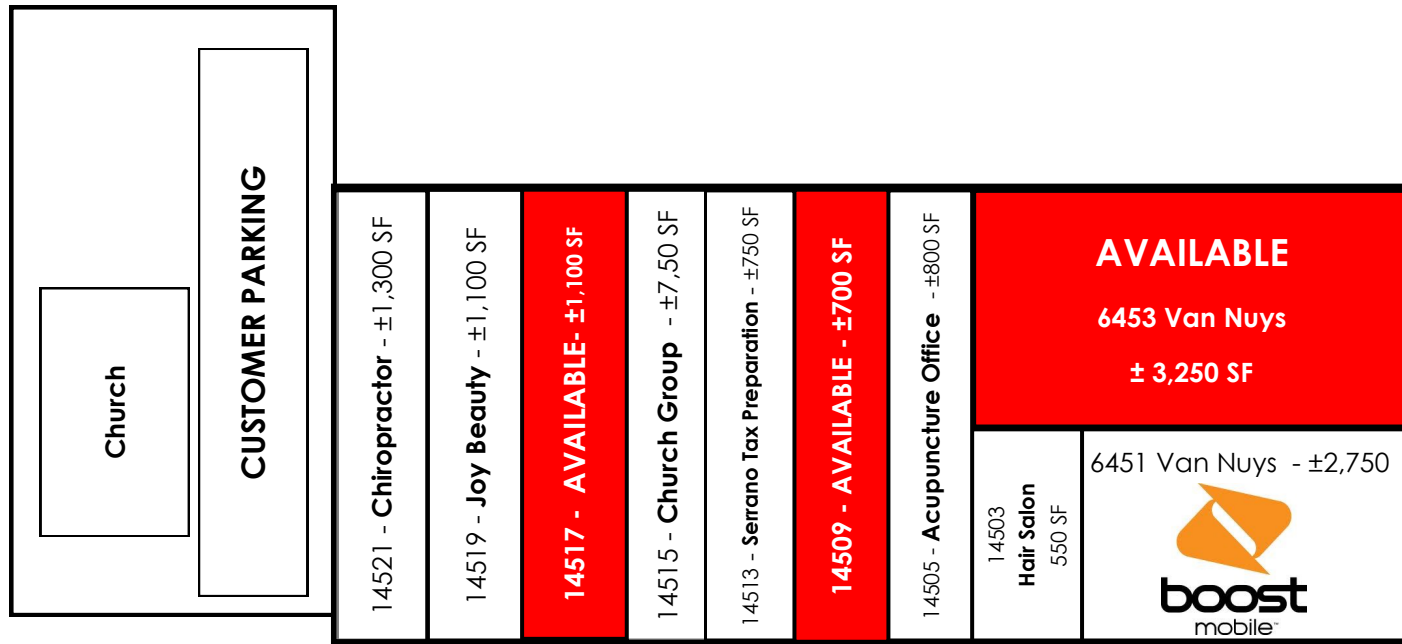 Church
CUSTOMER PARKING
14521 - Chiropractor - ±1,300 SF
14519 - Joy Beauty - ±1,100 SF
14517 - AVAILABLE- ±1,100 SF
14515 - Church Group - ±7,50 SF
14513 - Serrano Tax Preparation - ±750 SF
14509 - AVAILABLE - ±700 SF
14505 - Acupuncture Office - ±800 SF
AVAILABLE
6453 Van Nuys
± 3,250 SF
14503
Hair Salon
550 SF
6451 Van Nuys - ±2,750
boost
mobile™